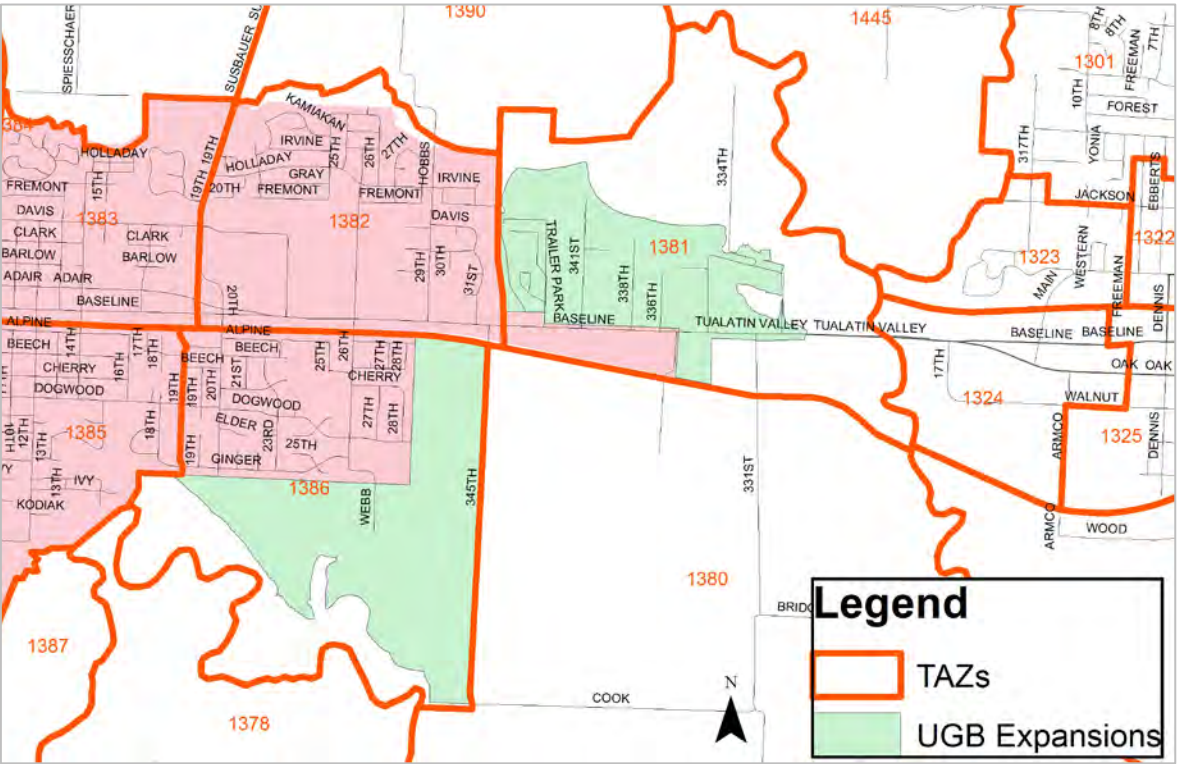 1390
1445
SPIESSCHAER
SUSBAUER SU
8TH
8TH
FREEMAN
7TH
1301
10TH
FOREST
KAMIAKAN
IRVINE
25TH
26TH
27TH
HOBBS
317TH
YONIA
HOLLADAY
19TH
19TH
HOLLADAY
GRAY
IRVINE
334TH
EBBERTS
FREMONT
15TH
20TH
FREMONT
FREMONT
JACKSON
DAVIS
1383
1382
DAVIS
TRAILER PARK
341ST
1381
1322
CLARK
CLARK
BARLOW
BARLOW
29TH
30TH
31ST
338TH
336TH
1323
WESTERN
MAIN
FREEMAN
DENNIS
ADAIR
ADAIR
BASELINE
20TH
ALPINE
ALPINE
BASELINE
TUALATIN VALLEY
TUALATIN VALLEY
BASELINE
BASELINE
BEECH
14TH
17TH
18TH
BEECH
BEECH
25TH
26TH
27TH
28TH
OAK
OAK
CHERRY
16TH
19TH
19TH
20TH
21ST
CHERRY
17TH
DOGWOOD
DOGWOOD
1324
WALNUT
10TH
12TH
13TH
1385
18TH
19TH
ELDER
23RD
25TH
27TH
28TH
ARMCO
1325
DENNIS
GINGER
IVY
13TH
1386
345TH
331ST
KODIAK
WEBB
ARMCO
WOOD
1380
BRIDG
1387
1378
COOK
N
Legend
TAZs
UGB Expansions